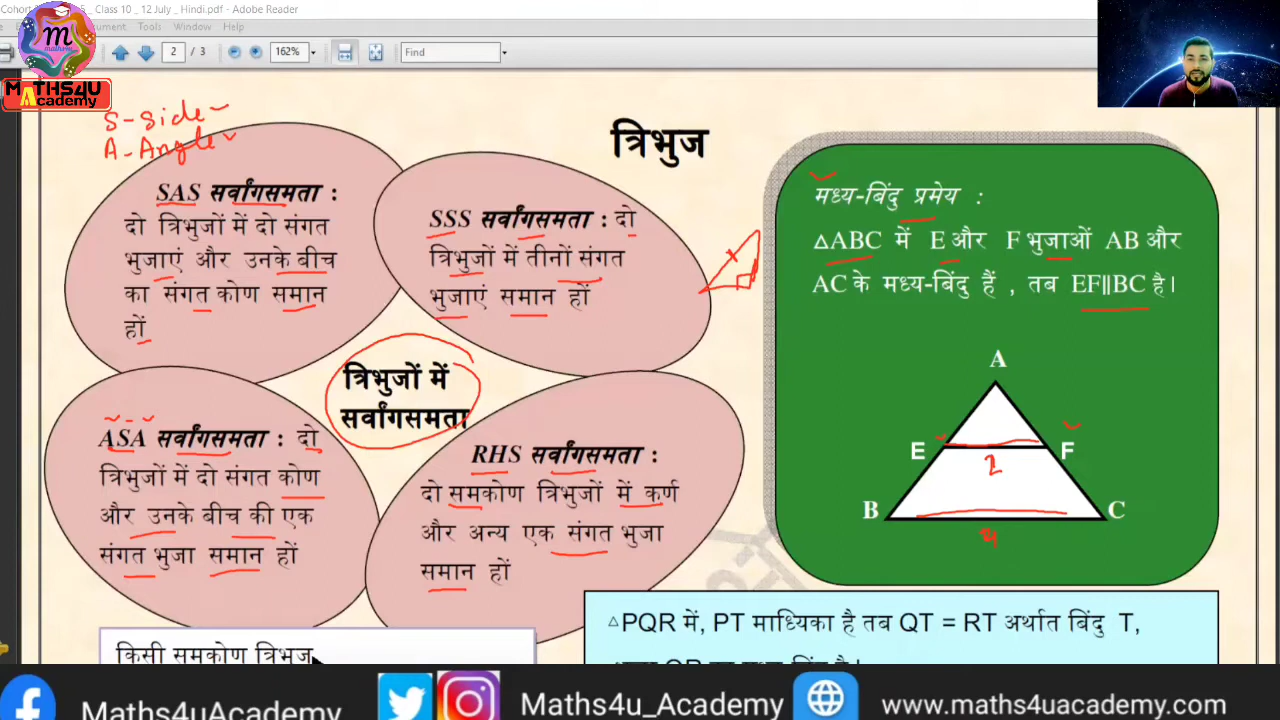 Cohort
5 _ Class 10 _ 12 July _ Hindi.pdf - Adobe Reader
Document Tools Window Help
2 / 3 162% Find
m
maths4u
MATHS4U
Academy
S-Side
A-Angle
त्रिभुज
SAS सर्वांगसमता :
दो त्रिभुजों में दो संगत
भुजाएं और उनके बीच
का संगत कोण समान
हों
SSS सर्वांगसमता : दो
त्रिभुजों में तीनों संगत
भुजाएं समान हों
त्रिभुजों में
सर्वांगसमता
ASA सर्वांगसमता : दो
त्रिभुजों में दो संगत कोण
और उनके बीच की एक
संगत भुजा समान हों
RHS सर्वांगसमता :
दो समकोण त्रिभुजों में कर्ण
और अन्य एक संगत भुजा
समान हों
मध्य-बिंदु प्रमेय :
△ABC में E और F भुजाओं AB और
AC के मध्य-बिंदु हैं , तब EF||BC है।
A
E F
2
B C
किसी समकोण त्रिभुज
△PQR में, PT माध्यिका है तब QT = RT अर्थात बिंदु T,
Maths4uAcademy
Maths4u_Academy
www.maths4uacademy.com